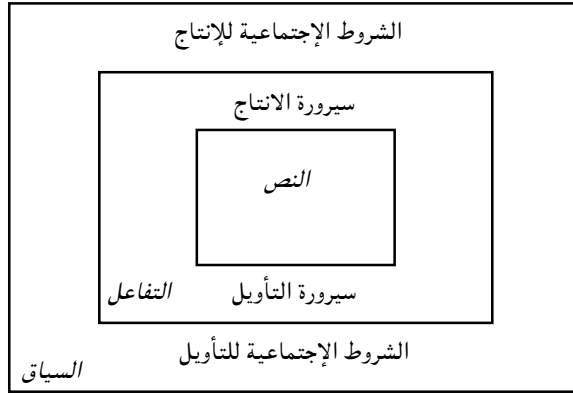 الشروط الإجتماعية للإنتاج
سيرورة الانتاج
النص
سيرورة التأويل
التفاعل
الشروط الإجتماعية للتأويل
السياق